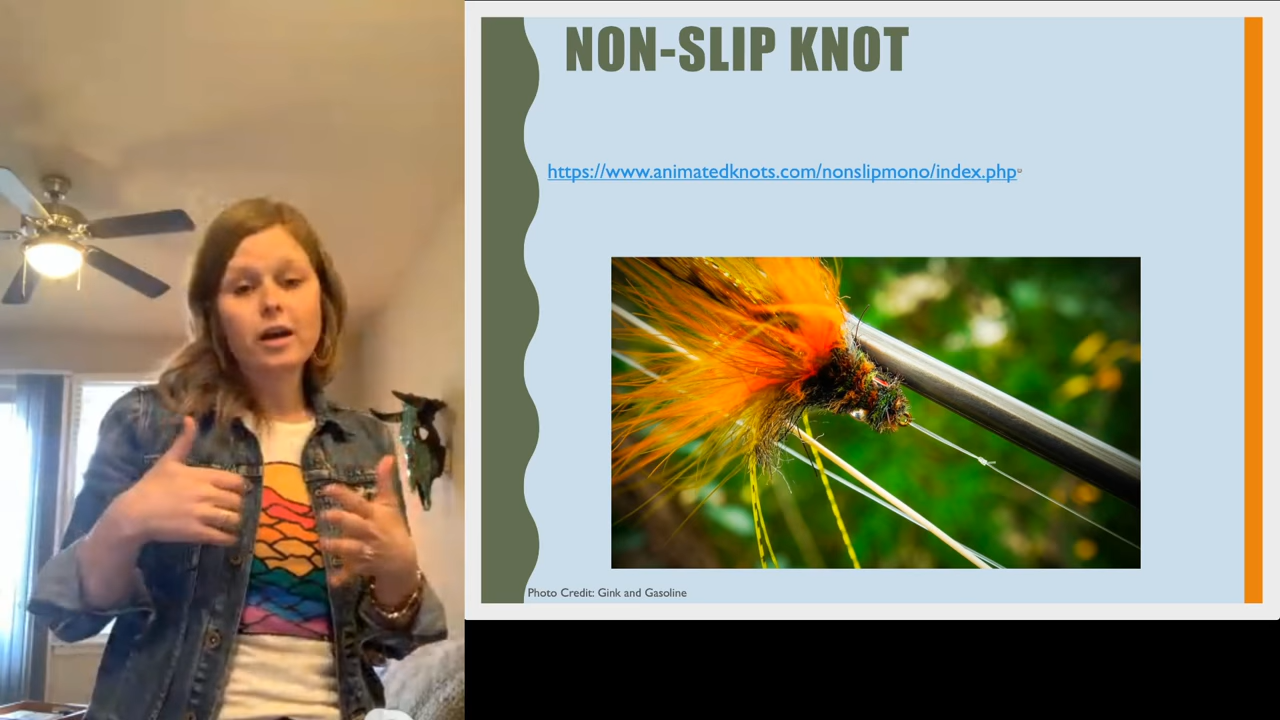 NON-SLIP KNOT
https://www.animatedknots.com/nonslipmono/index.php
Photo Credit: Gink and Gasoline